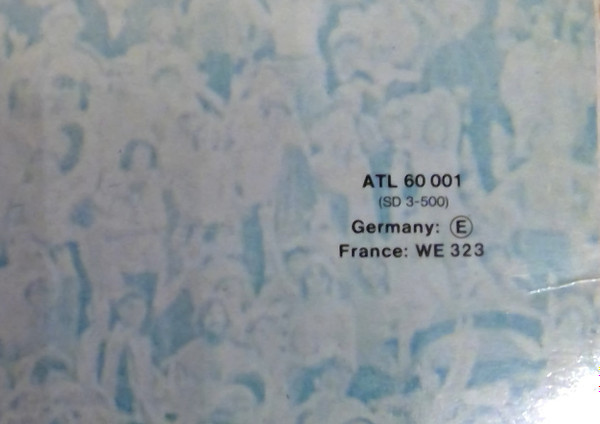 ATL 60 001
(SD 3-500)
Germany: Ⓔ
France: WE 323